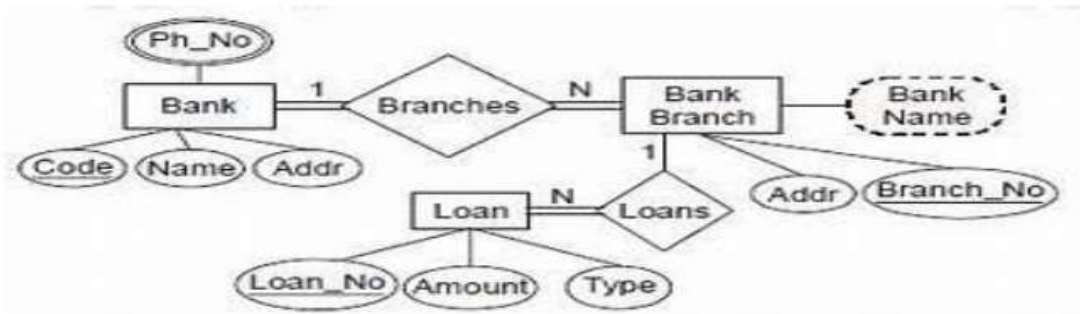 Ph_No
Bank
1
Branches
N
Bank
Branch
Bank
Name
Code
Name
Addr
1
Addr
Branch_No
Loan
N
Loans
Loan_No
Amount
Type